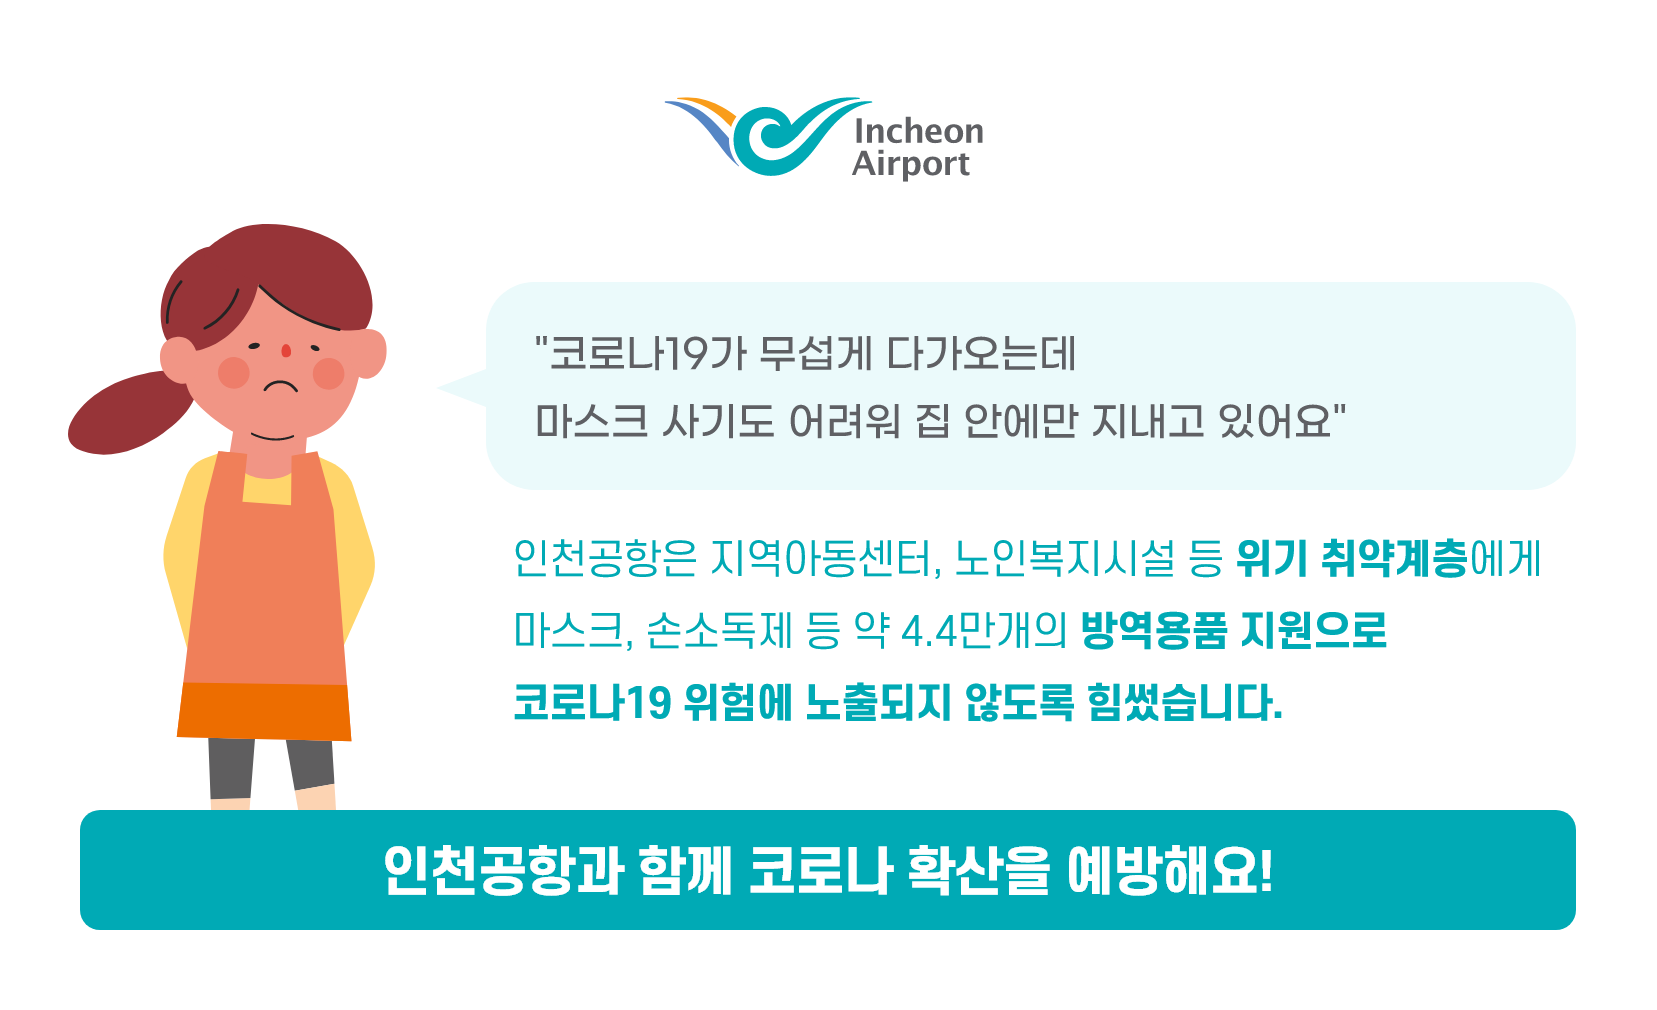 Incheon
Airport
"코로나19가 무섭게 다가오는데
마스크 사기도 어려워 집 안에만 지내고 있어요"
인천공항은 지역아동센터, 노인복지시설 등 위기 취약계층에게
마스크, 손소독제 등 약 4.4만개의 방역용품 지원으로
코로나19 위험에 노출되지 않도록 힘썼습니다.
인천공항과 함께 코로나 확산을 예방해요!